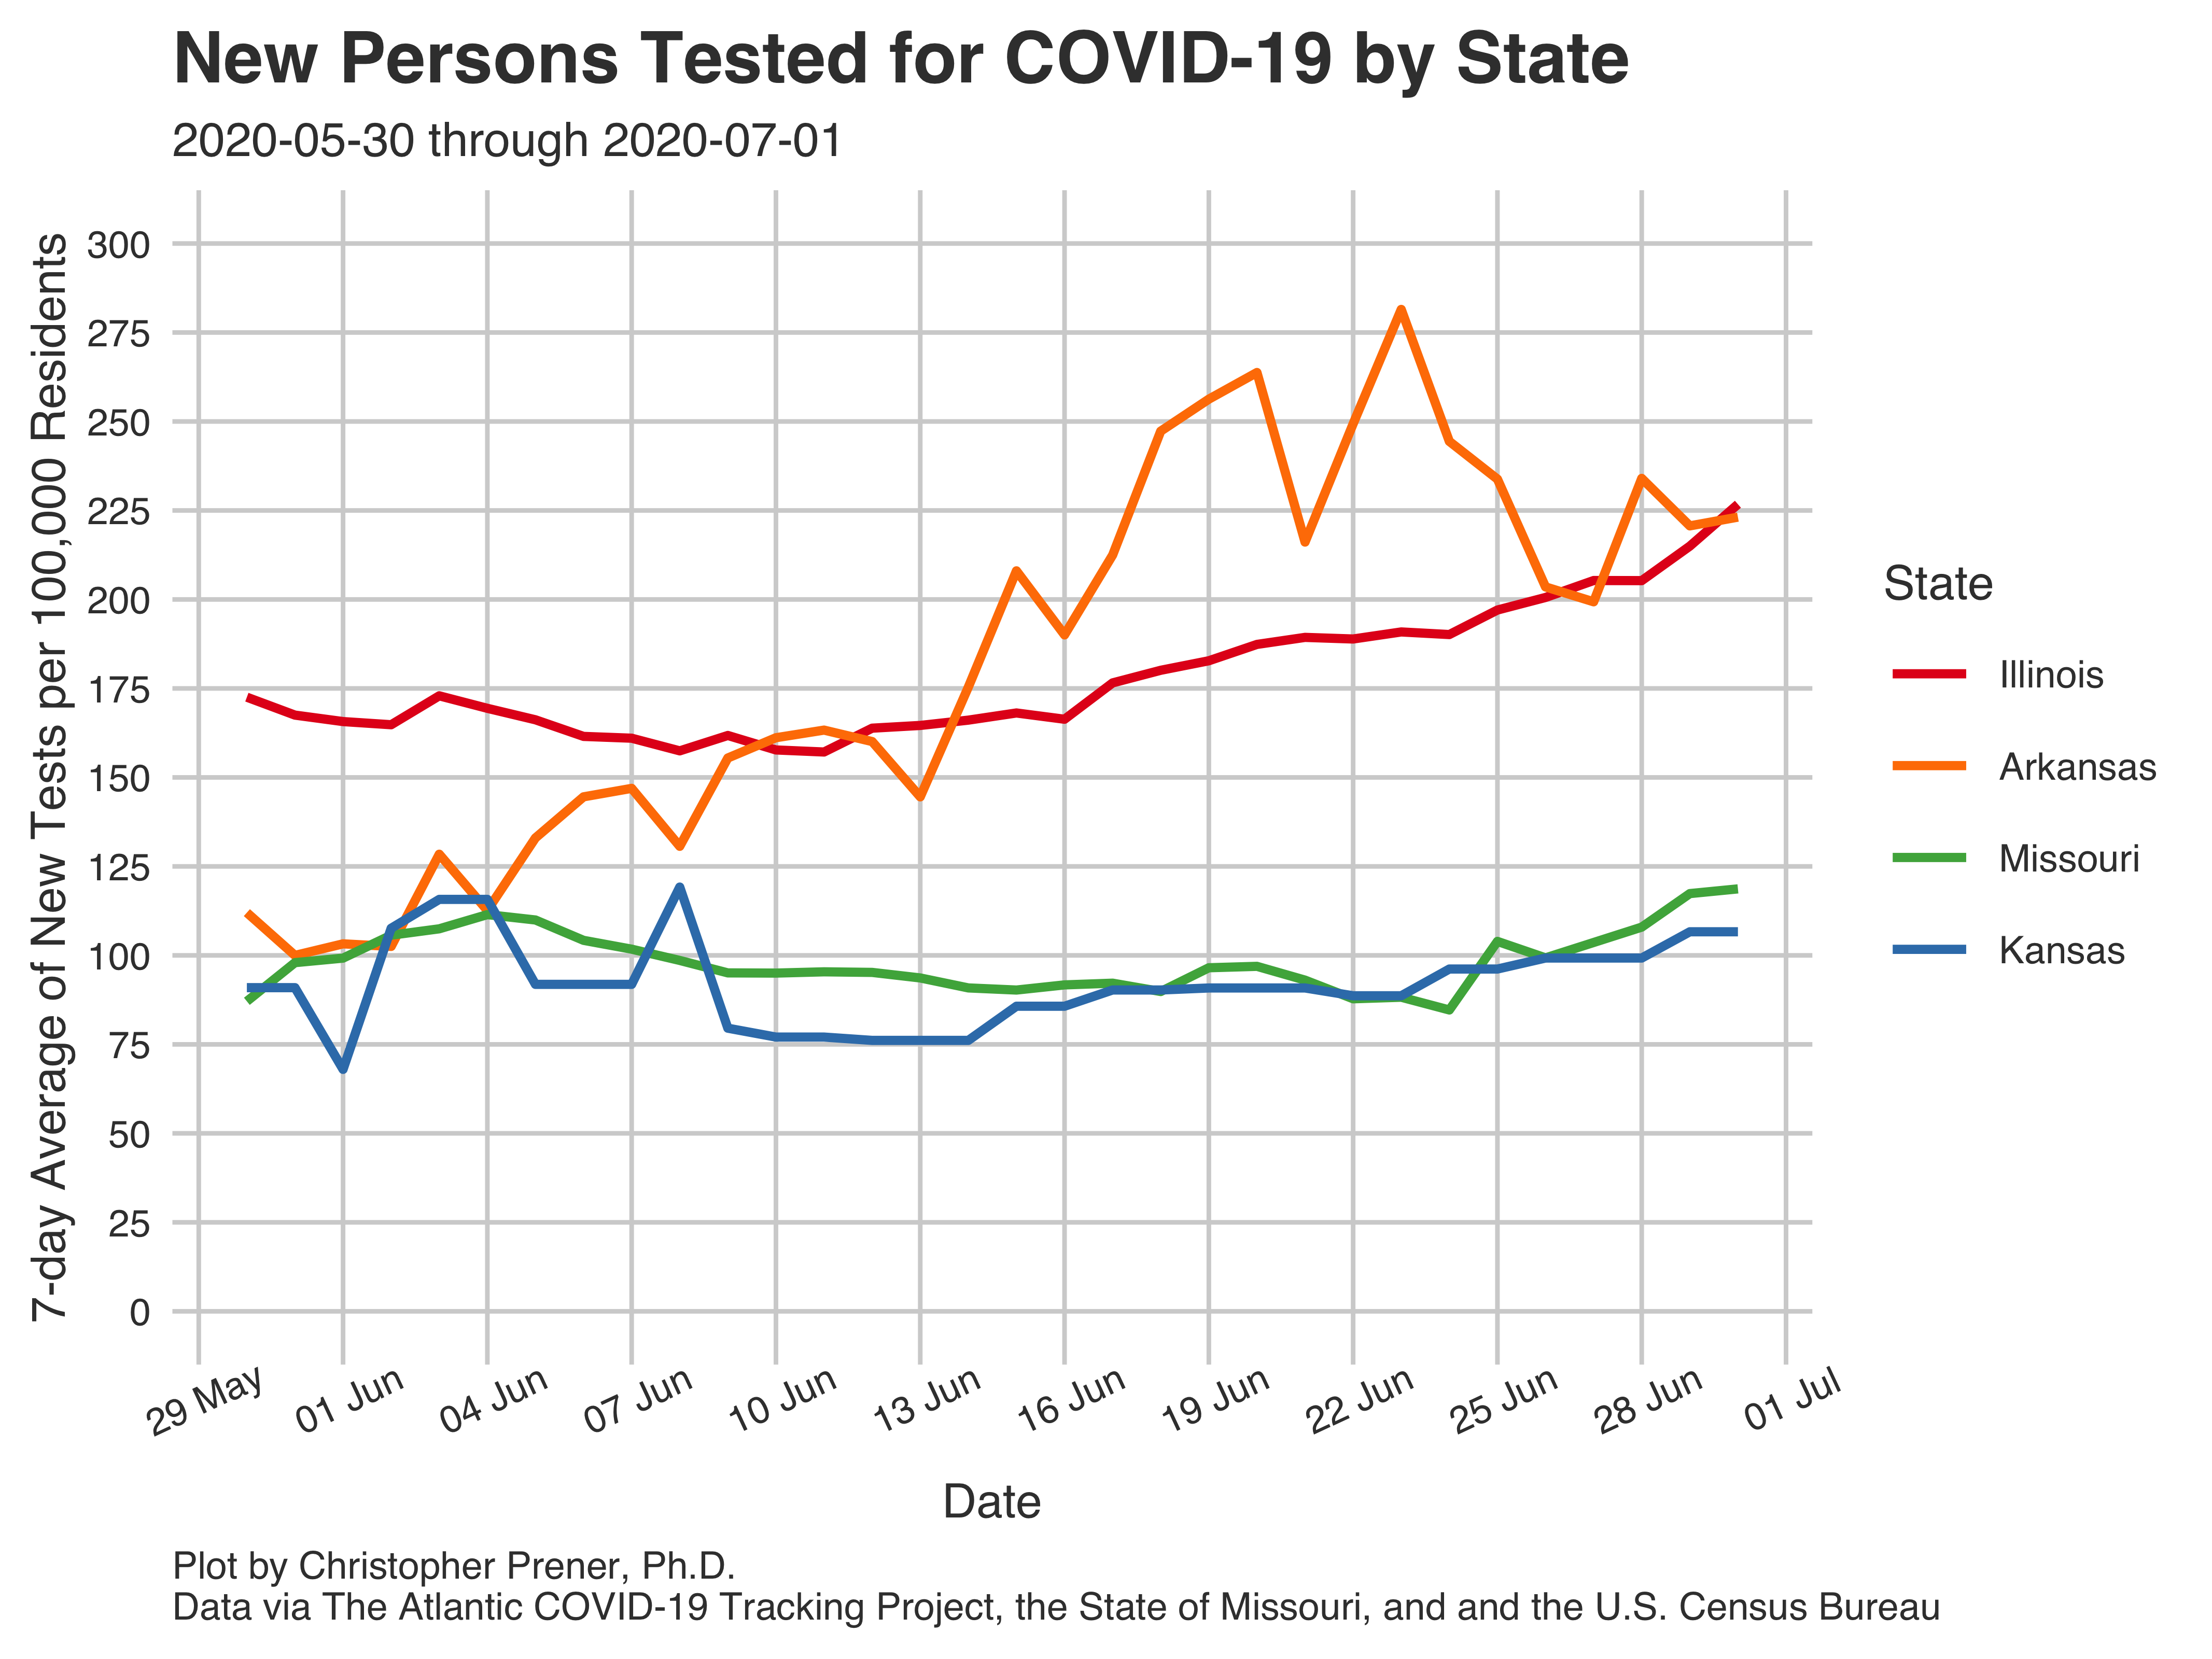 New Persons Tested for COVID-19 by State
2020-05-30 through 2020-07-01
7-day Average of New Tests per 100,000 Residents
300
275
250
225
200
175
150
125
100
75
50
25
0
29 May
01 Jun
04 Jun
07 Jun
10 Jun
13 Jun
16 Jun
19 Jun
22 Jun
25 Jun
28 Jun
01 Jul
Date
State
Illinois
Arkansas
Missouri
Kansas
Plot by Christopher Prener, Ph.D.
Data via The Atlantic COVID-19 Tracking Project, the State of Missouri, and and the U.S. Census Bureau